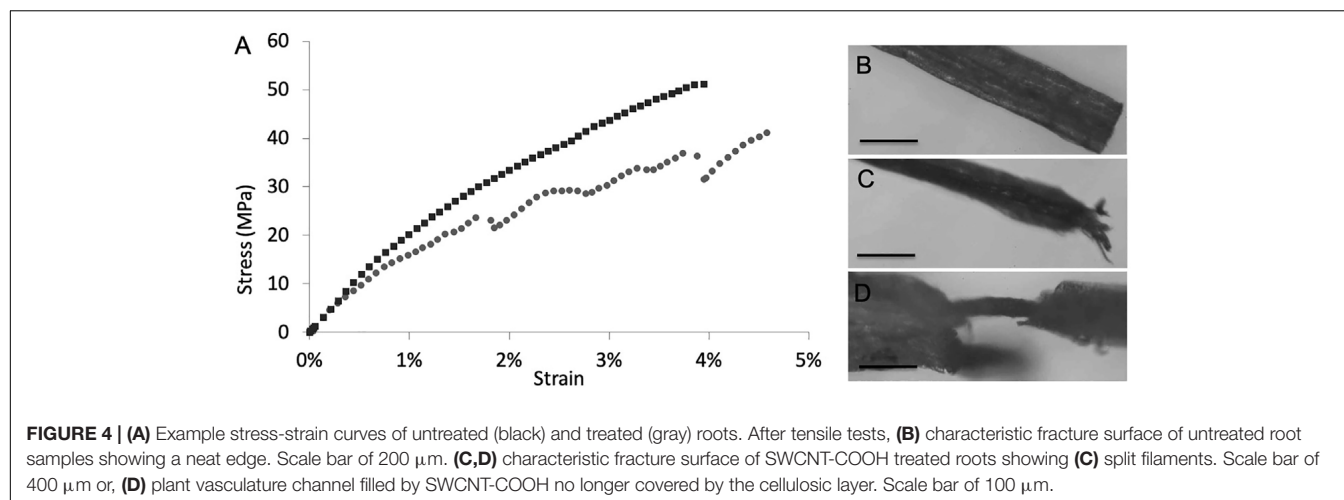 A
60
50
40
30
20
10
0
Stress (MPa)
0% 1% 2% 3% 4% 5%
Strain
B
C
D
FIGURE 4 | (A) Example stress-strain curves of untreated (black) and treated (gray) roots. After tensile tests, (B) characteristic fracture surface of untreated root
samples showing a neat edge. Scale bar of 200 μm. (C,D) characteristic fracture surface of SWCNT-COOH treated roots showing (C) split filaments. Scale bar of
400 μm or, (D) plant vasculature channel filled by SWCNT-COOH no longer covered by the cellulosic layer. Scale bar of 100 μm.